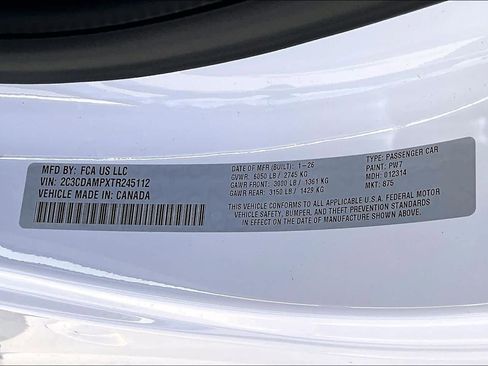 MFD BY: FCA US LLC
VIN: 2C3CDAMPXTR245112
VEHICLE MADE IN: CANADA
DATE OF MFR (BUILT): 1-26
GVWR: 6050 LB / 2745 KG
GAWR FRONT: 3000 LB / 1361 KG
GAWR REAR: 3150 LB / 1429 KG
TYPE: PASSENGER CAR
PAINT: PW7
MDH: 012314
MKT: 875
THIS VEHICLE CONFORMS TO ALL APPLICABLE U.S.A. FEDERAL MOTOR
VEHICLE SAFETY, BUMPER, AND THEFT PREVENTION STANDARDS
IN EFFECT ON THE DATE OF MANUFACTURE SHOWN ABOVE.